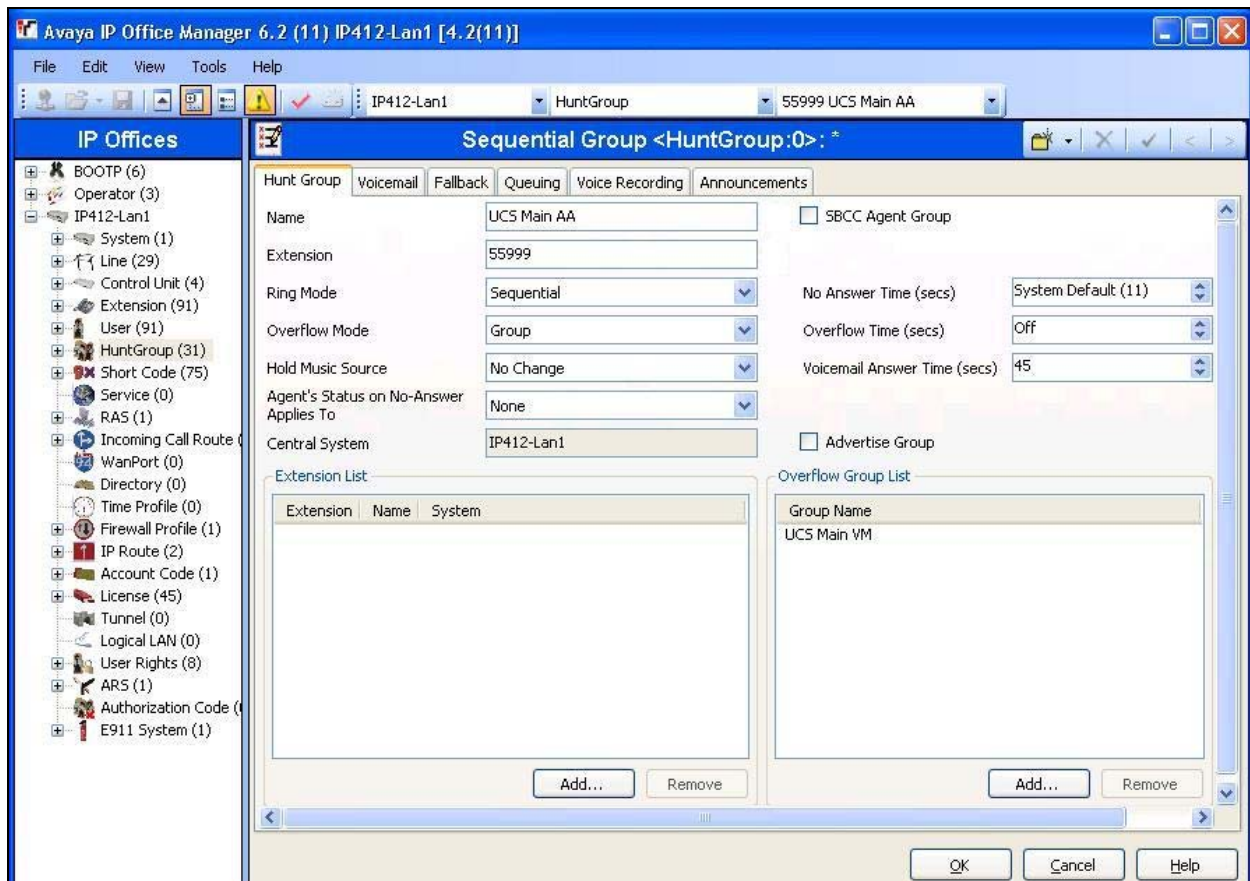 Avaya IP Office Manager 6.2 (11) IP412-Lan1 [4.2(11)]
File Edit View Tools Help
IP412-Lan1 HuntGroup 55999 UCS Main AA
IP Offices
BOOTP (6)
Operator (3)
IP412-Lan1
System (1)
Line (29)
Control Unit (4)
Extension (91)
User (91)
HuntGroup (31)
Short Code (75)
Service (0)
RAS (1)
Incoming Call Route (
WanPort (0)
Directory (0)
Time Profile (0)
Firewall Profile (1)
IP Route (2)
Account Code (1)
License (45)
Tunnel (0)
Logical LAN (0)
User Rights (8)
ARS (1)
Authorization Code (
E911 System (1)
Sequential Group <HuntGroup:0>: *
Hunt Group Voicemail Fallback Queuing Voice Recording Announcements
Name UCS Main AA SBCC Agent Group
Extension 55999
Ring Mode Sequential No Answer Time (secs) System Default (11)
Overflow Mode Group Overflow Time (secs) Off
Hold Music Source No Change Voicemail Answer Time (secs) 45
Agent's Status on No-Answer
Applies To None
Central System IP412-Lan1 Advertise Group
Extension List
Extension Name System
Add... Remove
Overflow Group List
Group Name
UCS Main VM
Add... Remove
OK Cancel Help